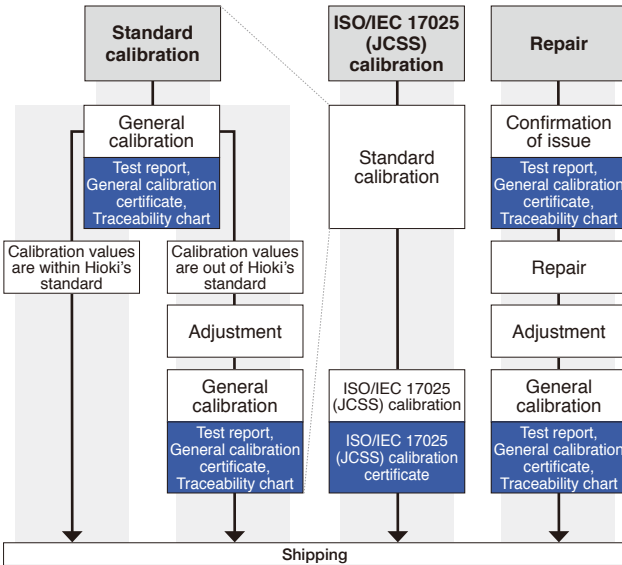 Standard
calibration
General
calibration
Test report,
General calibration
certificate,
Traceability chart
Calibration values
are within Hioki's
standard
Calibration values
are out of Hioki's
standard
Adjustment
General
calibration
Test report,
General calibration
certificate,
Traceability chart
ISO/IEC 17025
(JCSS)
calibration
Standard
calibration
ISO/IEC 17025
(JCSS) calibration
ISO/IEC 17025
(JCSS) calibration
certificate
Repair
Confirmation
of issue
Test report,
General calibration
certificate,
Traceability chart
Repair
Adjustment
General
calibration
Test report,
General calibration
certificate,
Traceability chart
Shipping